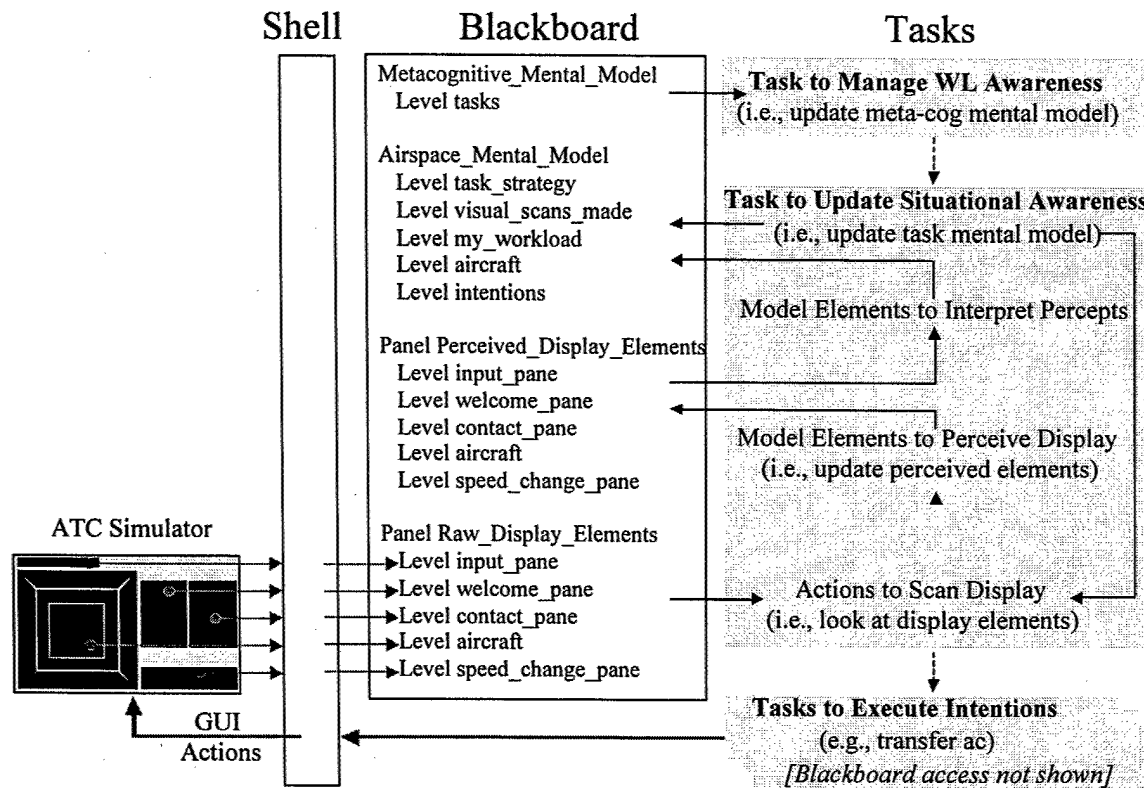 Shell
Blackboard
Tasks
Metacognitive_Mental_Model
Level tasks
Airspace_Mental_Model
Level task_strategy
Level visual_scans_made
Level my_workload
Level aircraft
Level intentions
Panel Perceived_Display_Elements
Level input_pane
Level welcome_pane
Level contact_pane
Level aircraft
Level speed_change_pane
Panel Raw_Display_Elements
Level input_pane
Level welcome_pane
Level contact_pane
Level aircraft
Level speed_change_pane
Task to Manage WL Awareness
(i.e., update meta-cog mental model)
Task to Update Situational Awareness
(i.e., update task mental model)
Model Elements to Interpret Percepts
Model Elements to Perceive Display
(i.e., update perceived elements)
Actions to Scan Display
(i.e., look at display elements)
Tasks to Execute Intentions
(e.g., transfer ac)
[Blackboard access not shown]
ATC Simulator
GUI
Actions